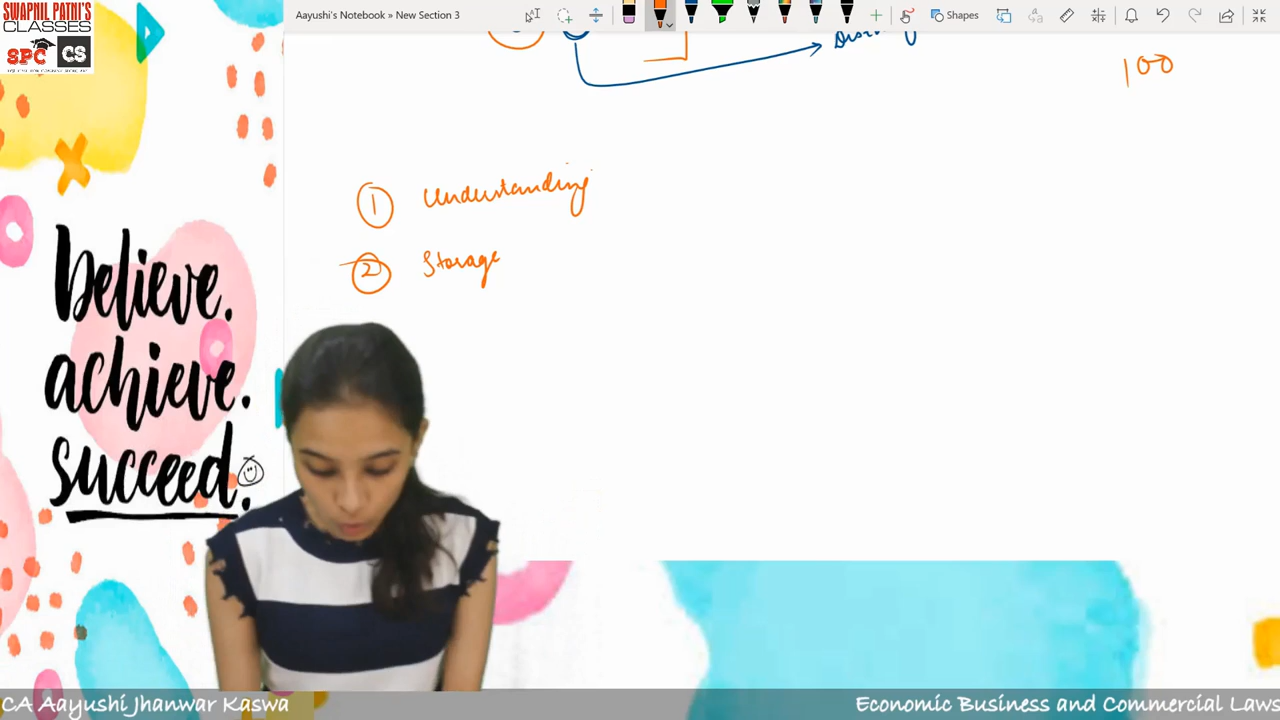 SWAPNIL PATNI'S
CLASSES
SPC CS
Aayushi's Notebook » New Section 3
Shapes
100
1 Understanding
2 Storage
believe.
achieve.
succeed.
CA Aayushi Jhanwar Kaswa
Economic Business and Commercial Laws